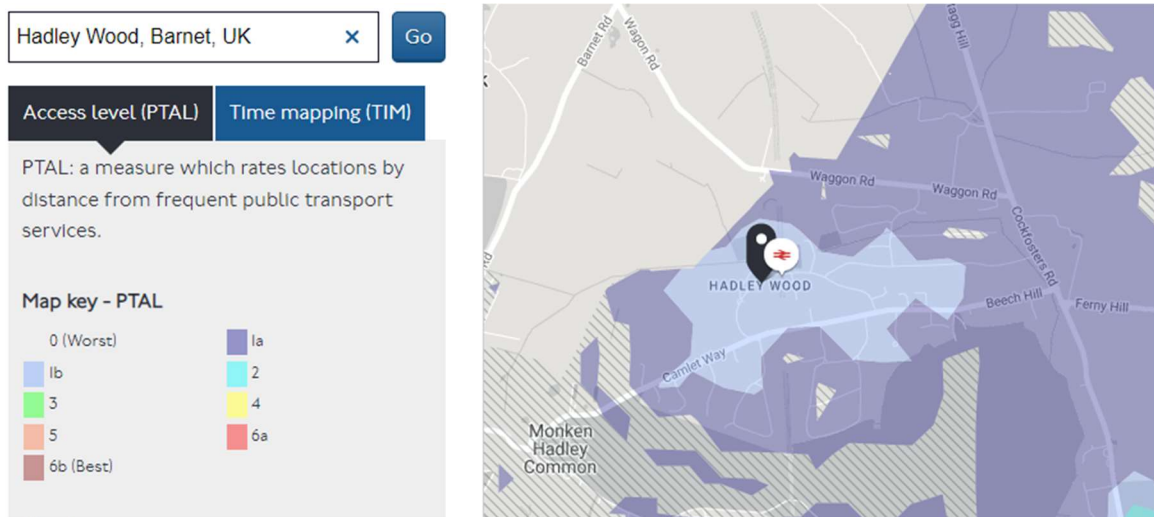 Hadley Wood, Barnet, UK
×
Go
Access level (PTAL)
Time mapping (TIM)
PTAL: a measure which rates locations by
distance from frequent public transport
services.
Map key - PTAL
0 (Worst)
1a
1b
2
3
4
5
6a
6b (Best)
Barnet Rd
Wagon Rd
Waggon Rd
Waggon Rd
Cockfosters Rd
HADLEY WOOD
Beech Hill
Ferny Hill
Camlet Way
Monken
Hadley
Common
Rd
Hill